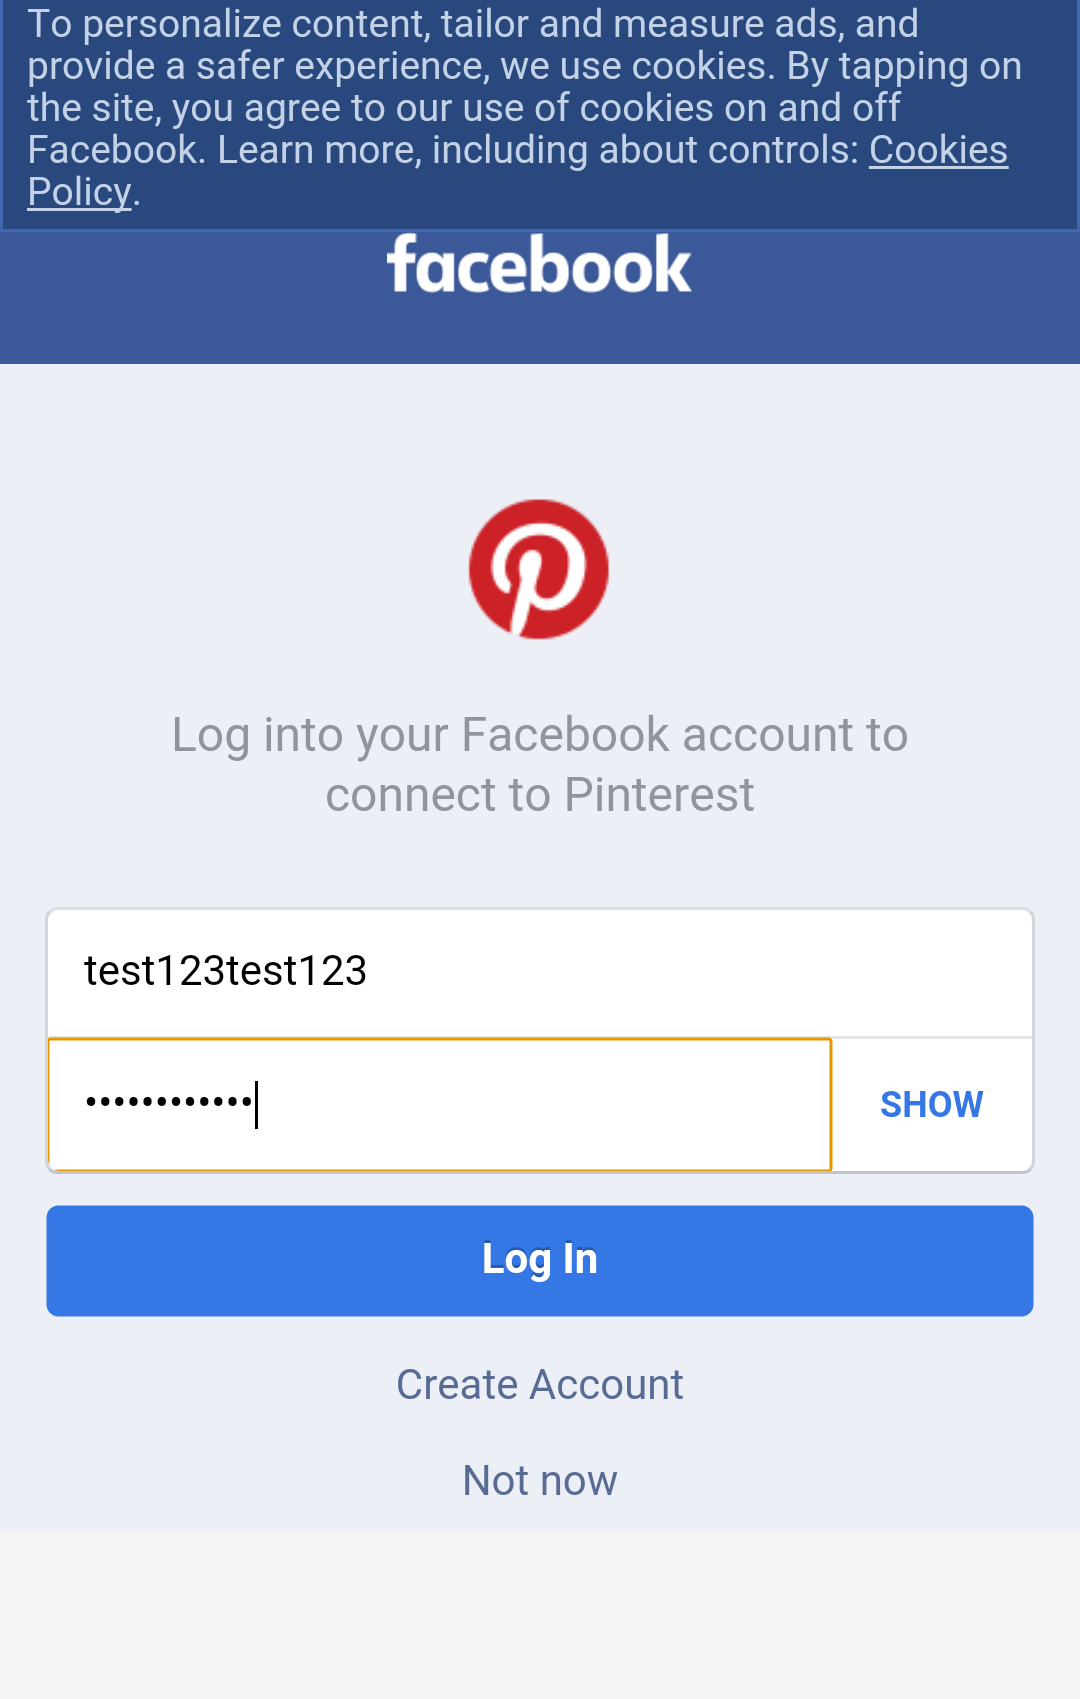 To personalize content, tailor and measure ads, and
provide a safer experience, we use cookies. By tapping on
the site, you agree to our use of cookies on and off
Facebook. Learn more, including about controls: Cookies
Policy.
facebook
Log into your Facebook account to
connect to Pinterest
test123test123
••••••••••••
SHOW
Log In
Create Account
Not now